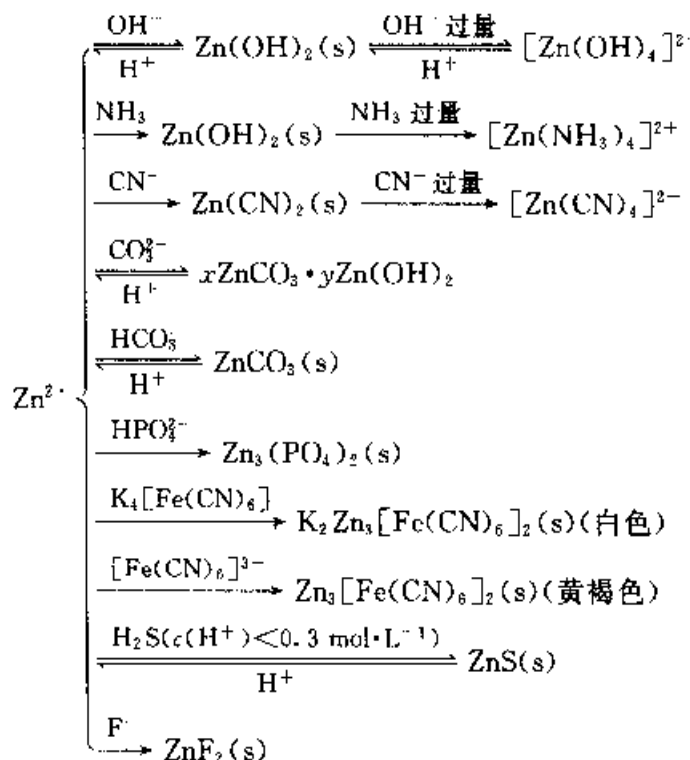 Zn²⁺
OH⁻ ⇌ H⁺ Zn(OH)₂(s) OH⁻ 过量 ⇌ H⁺ [Zn(OH)₄]²⁻
NH₃ → Zn(OH)₂(s) NH₃ 过量 → [Zn(NH₃)₄]²⁺
CN⁻ → Zn(CN)₂(s) CN⁻ 过量 → [Zn(CN)₄]²⁻
CO₃²⁻ ⇌ H⁺ xZnCO₃·yZn(OH)₂
HCO₃⁻ ⇌ H⁺ ZnCO₃(s)
HPO₄²⁻ → Zn₃(PO₄)₂(s)
K₄[Fe(CN)₆] → K₂Zn₃[Fe(CN)₆]₂(s)(白色)
[Fe(CN)₆]³⁻ → Zn₃[Fe(CN)₆]₂(s)(黄褐色)
H₂S(c(H⁺)<0.3 mol·L⁻¹) ⇌ H⁺ ZnS(s)
F⁻ → ZnF₂(s)